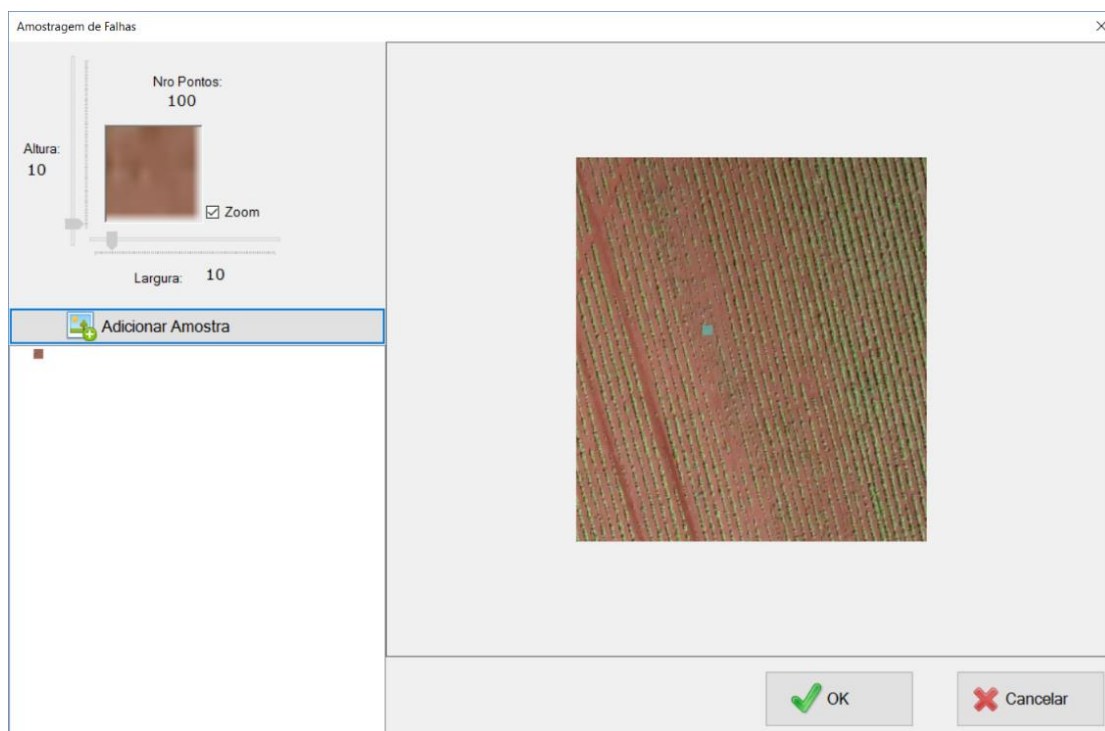 Amostragem de Falhas
Nro Pontos:
100
Altura:
10
Zoom
Largura: 10
Adicionar Amostra
OK
Cancelar